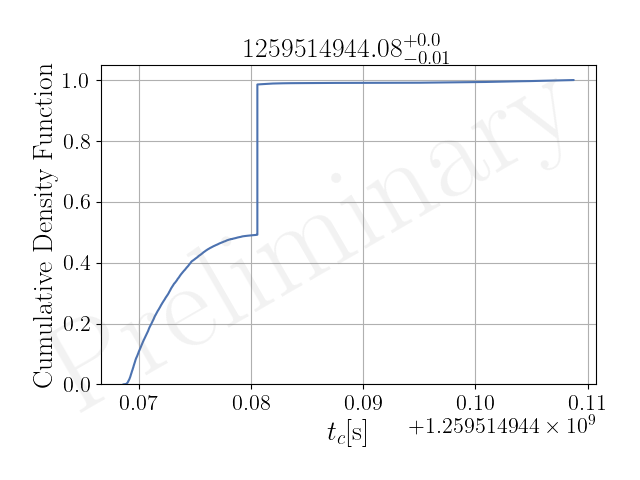 1259514944.08^{+0.0}_{-0.01}
Cumulative Density Function
1.0
0.8
0.6
0.4
0.2
0.0
Preliminary
0.07 0.08 0.09 0.10 0.11
t_c[s]
+1.259514944 × 10^9